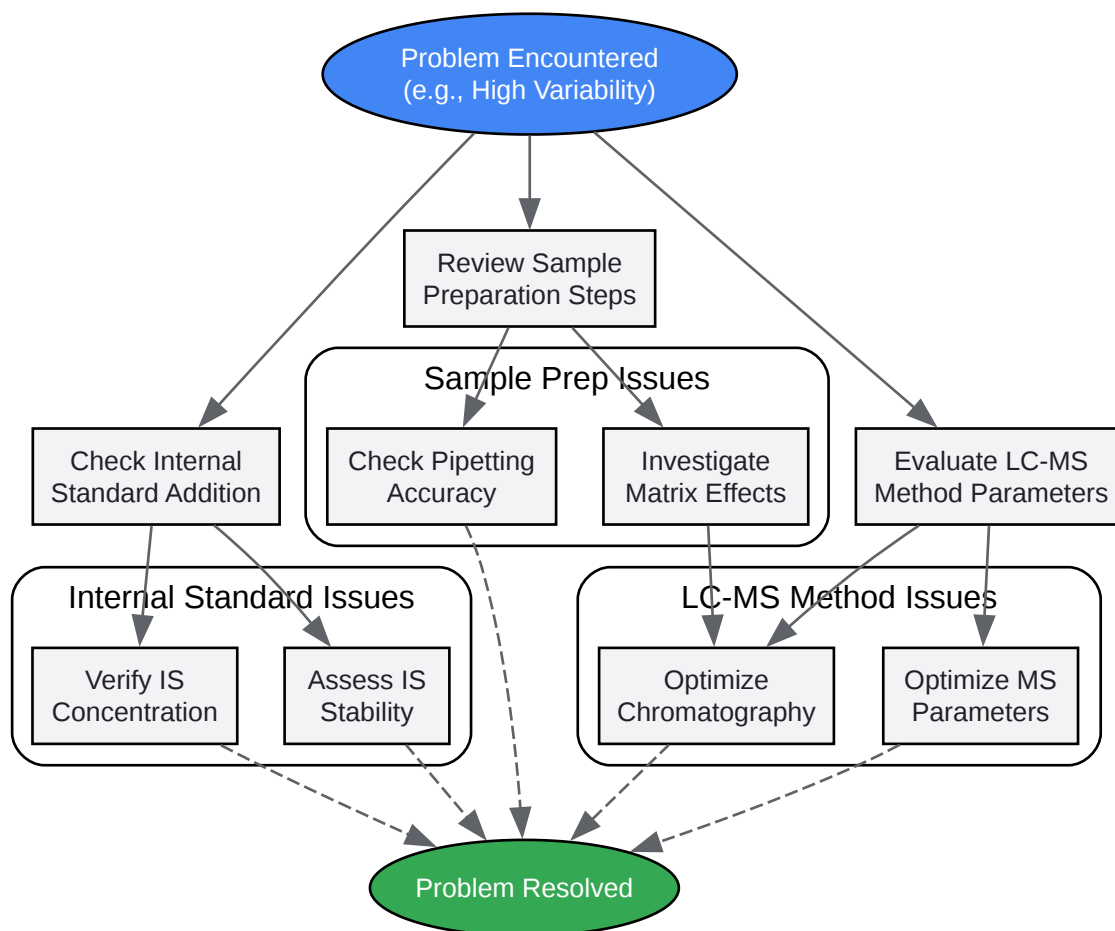 Problem Encountered
(e.g., High Variability)
Review Sample
Preparation Steps
Sample Prep Issues
Check Internal
Standard Addition
Check Pipetting
Accuracy
Investigate
Matrix Effects
Evaluate LC-MS
Method Parameters
Internal Standard Issues
LC-MS Method Issues
Verify IS
Concentration
Assess IS
Stability
Optimize
Chromatography
Optimize MS
Parameters
Problem Resolved